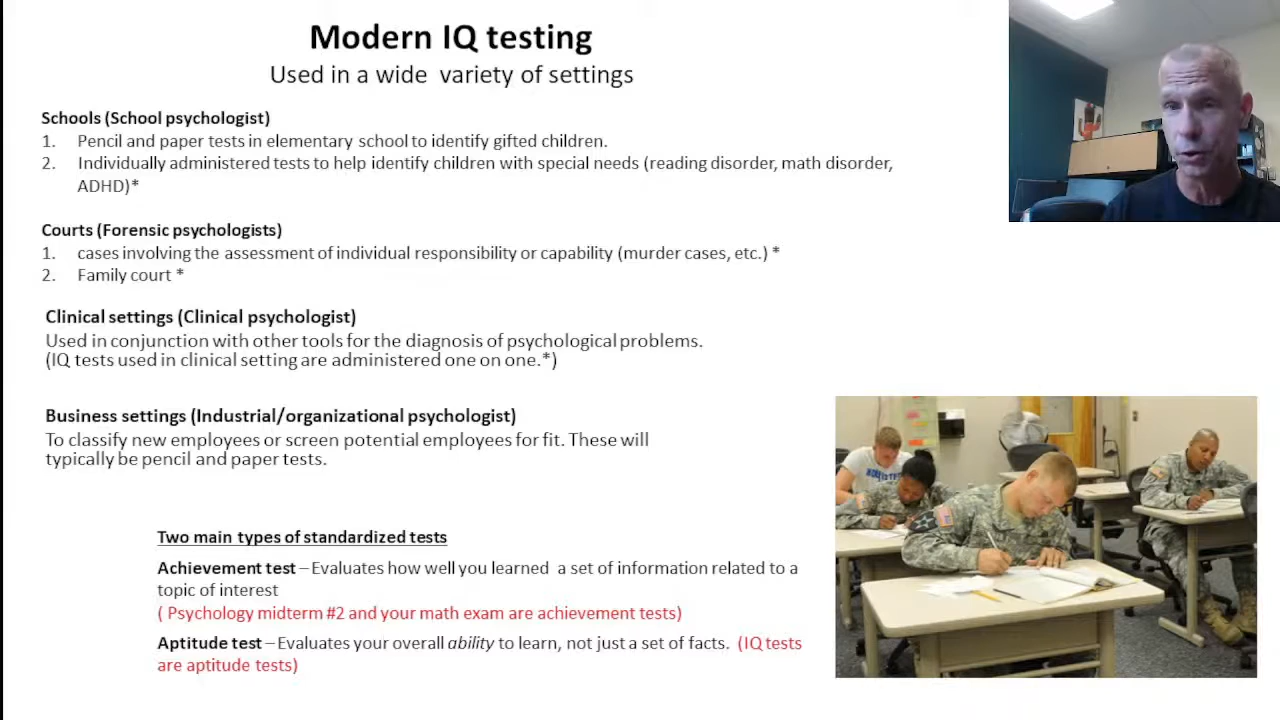 Modern IQ testing
Used in a wide variety of settings
Schools (School psychologist)
1. Pencil and paper tests in elementary school to identify gifted children.
2. Individually administered tests to help identify children with special needs (reading disorder, math disorder,
ADHD)*
Courts (Forensic psychologists)
1. cases involving the assessment of individual responsibility or capability (murder cases, etc.) *
2. Family court *
Clinical settings (Clinical psychologist)
Used in conjunction with other tools for the diagnosis of psychological problems.
(IQ tests used in clinical setting are administered one on one.*)
Business settings (Industrial/organizational psychologist)
To classify new employees or screen potential employees for fit. These will
typically be pencil and paper tests.
Two main types of standardized tests
Achievement test – Evaluates how well you learned a set of information related to a
topic of interest
( Psychology midterm #2 and your math exam are achievement tests)
Aptitude test – Evaluates your overall ability to learn, not just a set of facts. (IQ tests
are aptitude tests)